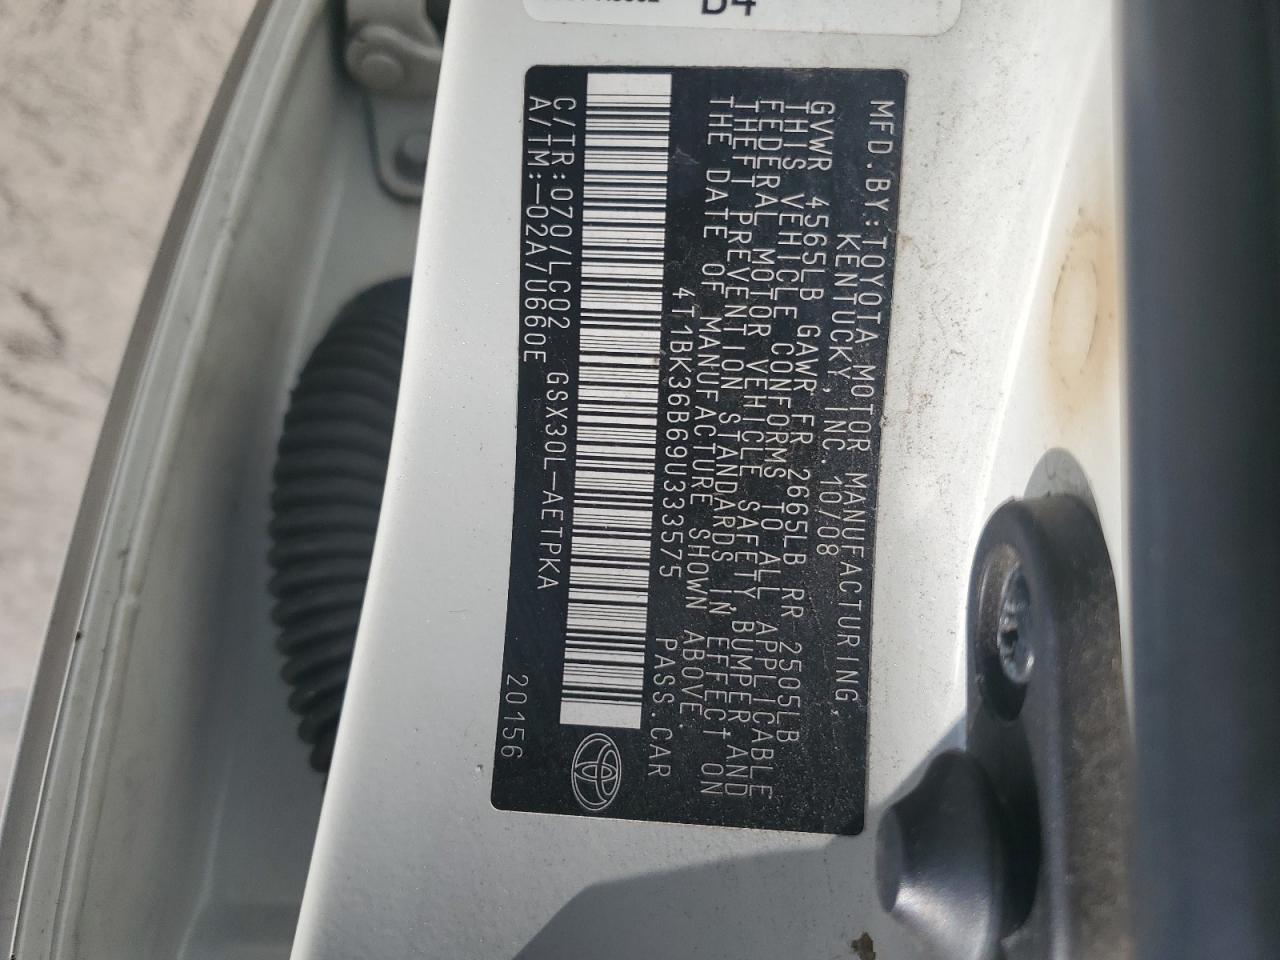 MFD.BY:TOYOTA MOTOR MANUFACTURING
KENTUCKY, INC. 10/08
GVWR 4565LB GAWR FR 2665LB RR 2505LB
THIS VEHICLE CONFORMS TO ALL APPLICABLE
FEDERAL MOTOR VEHICLE SAFETY, BUMPER, AND
THEFT PREVENTION STANDARDS IN EFFECT ON
THE DATE OF MANUFACTURE SHOWN ABOVE.
4T1BK36B69U333575 PASS.CAR
C/TR:070/LC02 GSX30L-AETPKA
A/TM:-02A/U660E 20156
B4